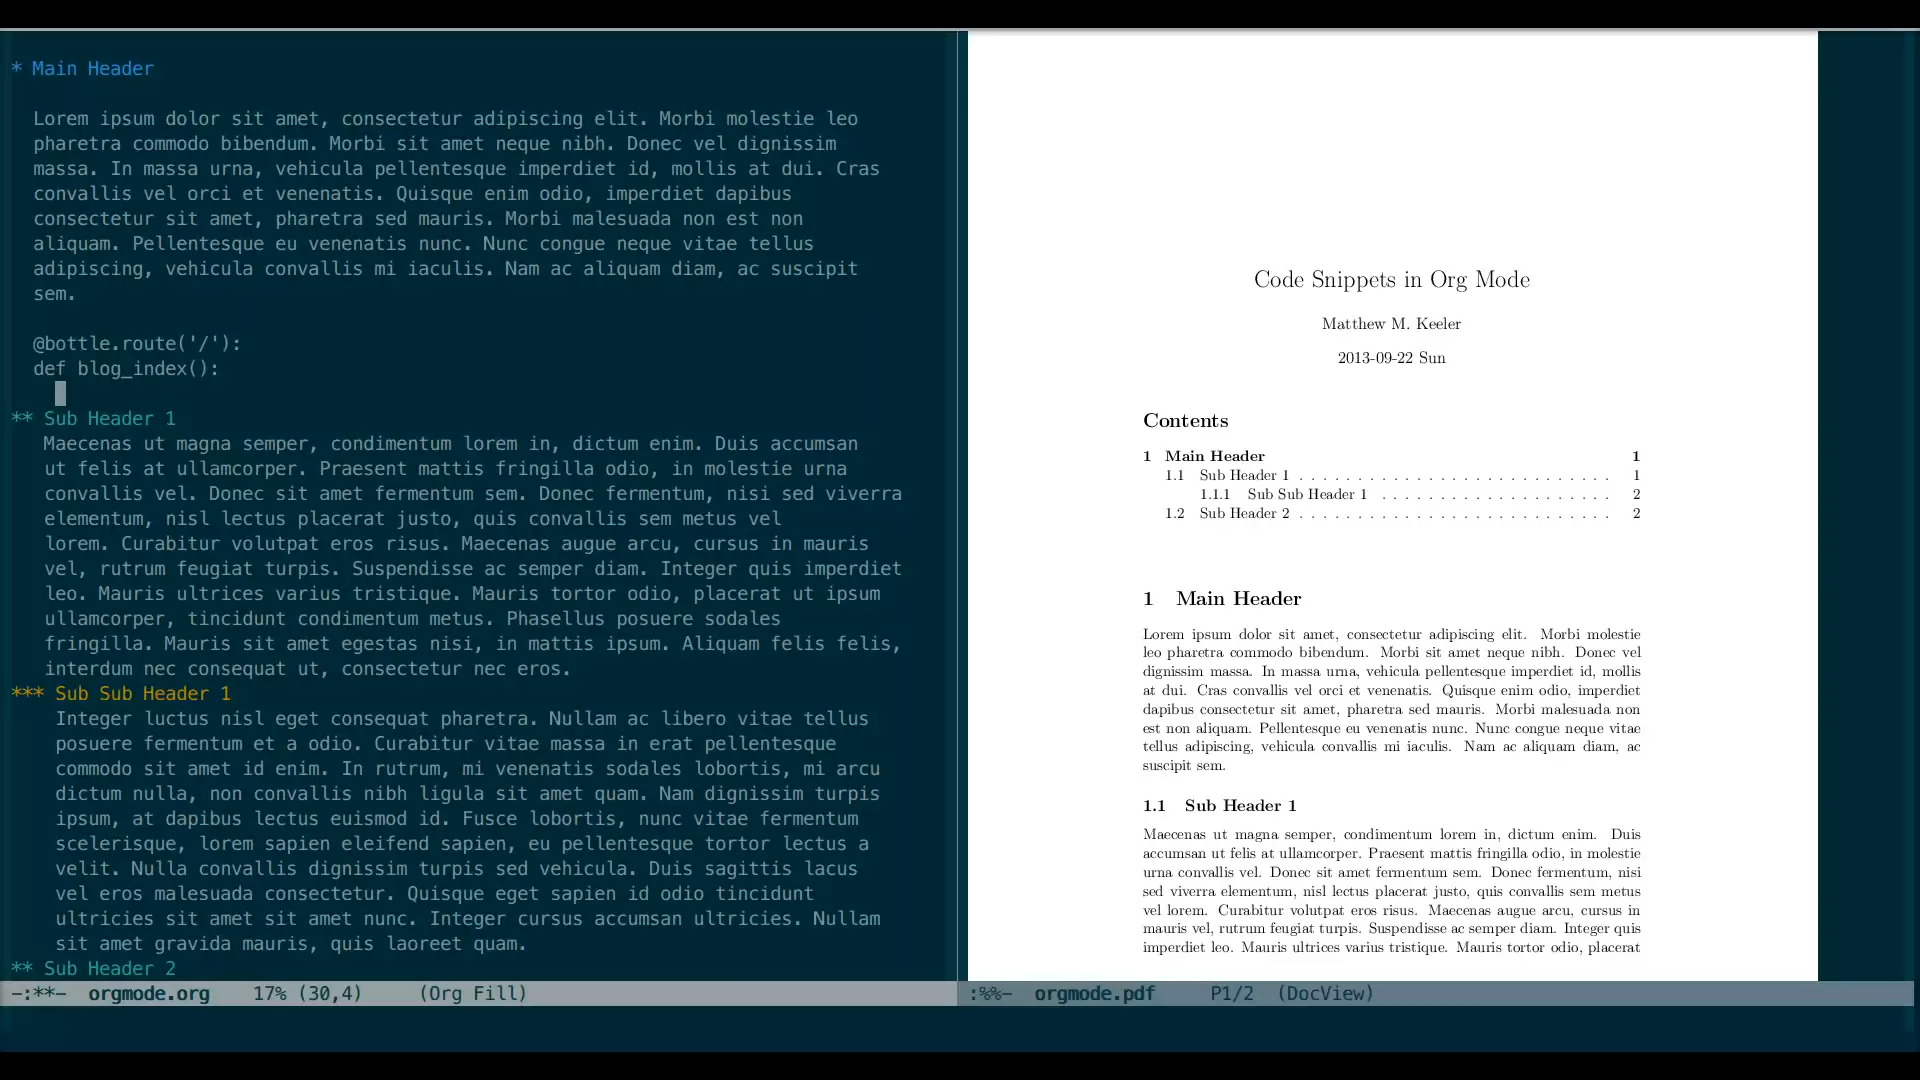 * Main Header
Lorem ipsum dolor sit amet, consectetur adipiscing elit. Morbi molestie leo
pharetra commodo bibendum. Morbi sit amet neque nibh. Donec vel dignissim
massa. In massa urna, vehicula pellentesque imperdiet id, mollis at dui. Cras
convallis vel orci et venenatis. Quisque enim odio, imperdiet dapibus
consectetur sit amet, pharetra sed mauris. Morbi malesuada non est non
aliquam. Pellentesque eu venenatis nunc. Nunc congue neque vitae tellus
adipiscing, vehicula convallis mi iaculis. Nam ac aliquam diam, ac suscipit
sem.
@bottle.route('/'):
def blog_index():
** Sub Header 1
Maecenas ut magna semper, condimentum lorem in, dictum enim. Duis accumsan
ut felis at ullamcorper. Praesent mattis fringilla odio, in molestie urna
convallis vel. Donec sit amet fermentum sem. Donec fermentum, nisi sed viverra
elementum, nisl lectus placerat justo, quis convallis sem metus vel
lorem. Curabitur volutpat eros risus. Maecenas augue arcu, cursus in mauris
vel, rutrum feugiat turpis. Suspendisse ac semper diam. Integer quis imperdiet
leo. Mauris ultrices varius tristique. Mauris tortor odio, placerat ut ipsum
ullamcorper, tincidunt condimentum metus. Phasellus posuere sodales
fringilla. Mauris sit amet egestas nisi, in mattis ipsum. Aliquam felis felis,
interdum nec consequat ut, consectetur nec eros.
*** Sub Sub Header 1
Integer luctus nisl eget consequat pharetra. Nullam ac libero vitae tellus
posuere fermentum et a odio. Curabitur vitae massa in erat pellentesque
commodo sit amet id enim. In rutrum, mi venenatis sodales lobortis, mi arcu
dictum nulla, non convallis nibh ligula sit amet quam. Nam dignissim turpis
ipsum, at dapibus lectus euismod id. Fusce lobortis, nunc vitae fermentum
scelerisque, lorem sapien eleifend sapien, eu pellentesque tortor lectus a
velit. Nulla convallis dignissim turpis sed vehicula. Duis sagittis lacus
vel eros malesuada consectetur. Quisque eget sapien id odio tincidunt
ultricies sit amet sit amet nunc. Integer cursus accumsan ultricies. Nullam
sit amet gravida mauris, quis laoreet quam.
** Sub Header 2
-:**- orgmode.org 17% (30,4) (Org Fill)
Code Snippets in Org Mode
Matthew M. Keeler
2013-09-22 Sun
Contents
1 Main Header 1
1.1 Sub Header 1 . . . . . . . . . . . . . . . . . . . . . . . . . . . 1
1.1.1 Sub Sub Header 1 . . . . . . . . . . . . . . . . . . . . 2
1.2 Sub Header 2 . . . . . . . . . . . . . . . . . . . . . . . . . . . 2
1 Main Header
Lorem ipsum dolor sit amet, consectetur adipiscing elit. Morbi molestie
leo pharetra commodo bibendum. Morbi sit amet neque nibh. Donec vel
dignissim massa. In massa urna, vehicula pellentesque imperdiet id, mollis
at dui. Cras convallis vel orci et venenatis. Quisque enim odio, imperdiet
dapibus consectetur sit amet, pharetra sed mauris. Morbi malesuada non
est non aliquam. Pellentesque eu venenatis nunc. Nunc congue neque vitae
tellus adipiscing, vehicula convallis mi iaculis. Nam ac aliquam diam, ac
suscipit sem.
1.1 Sub Header 1
Maecenas ut magna semper, condimentum lorem in, dictum enim. Duis
accumsan ut felis at ullamcorper. Praesent mattis fringilla odio, in molestie
urna convallis vel. Donec sit amet fermentum sem. Donec fermentum, nisi
sed viverra elementum, nisl lectus placerat justo, quis convallis sem metus
vel lorem. Curabitur volutpat eros risus. Maecenas augue arcu, cursus in
mauris vel, rutrum feugiat turpis. Suspendisse ac semper diam. Integer quis
imperdiet leo. Mauris ultrices varius tristique. Mauris tortor odio, placerat
:%%- orgmode.pdf P1/2 (DocView)